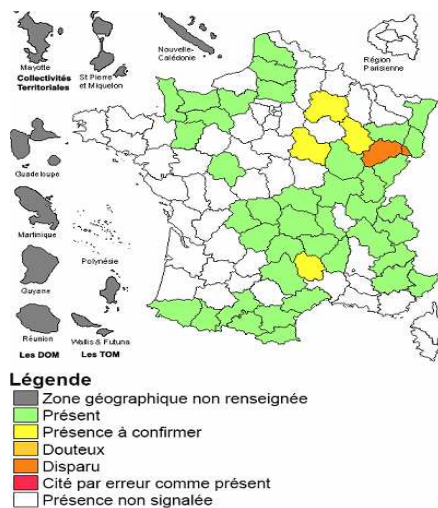 Mayotte
Collectivités
Territoriales
St Pierre
et Miquelon
Nouvelle-
Calédonie
Région
Parisienne
Guadeloupe
Martinique
Polynésie
Guyane
Réunion
Wallis & Futuna
Les DOM
Les TOM
Légende
Zone géographique non renseignée
Présent
Présence à confirmer
Douteux
Disparu
Cité par erreur comme présent
Présence non signalée